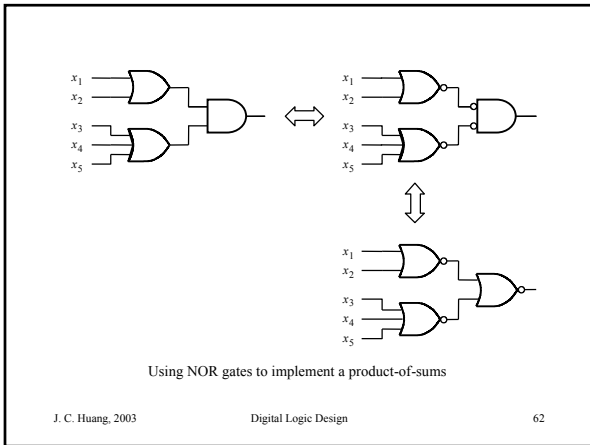 x1
x2
x3
x4
x5
x1
x2
x3
x4
x5
x1
x2
x3
x4
x5
Using NOR gates to implement a product-of-sums
J. C. Huang, 2003 Digital Logic Design 62